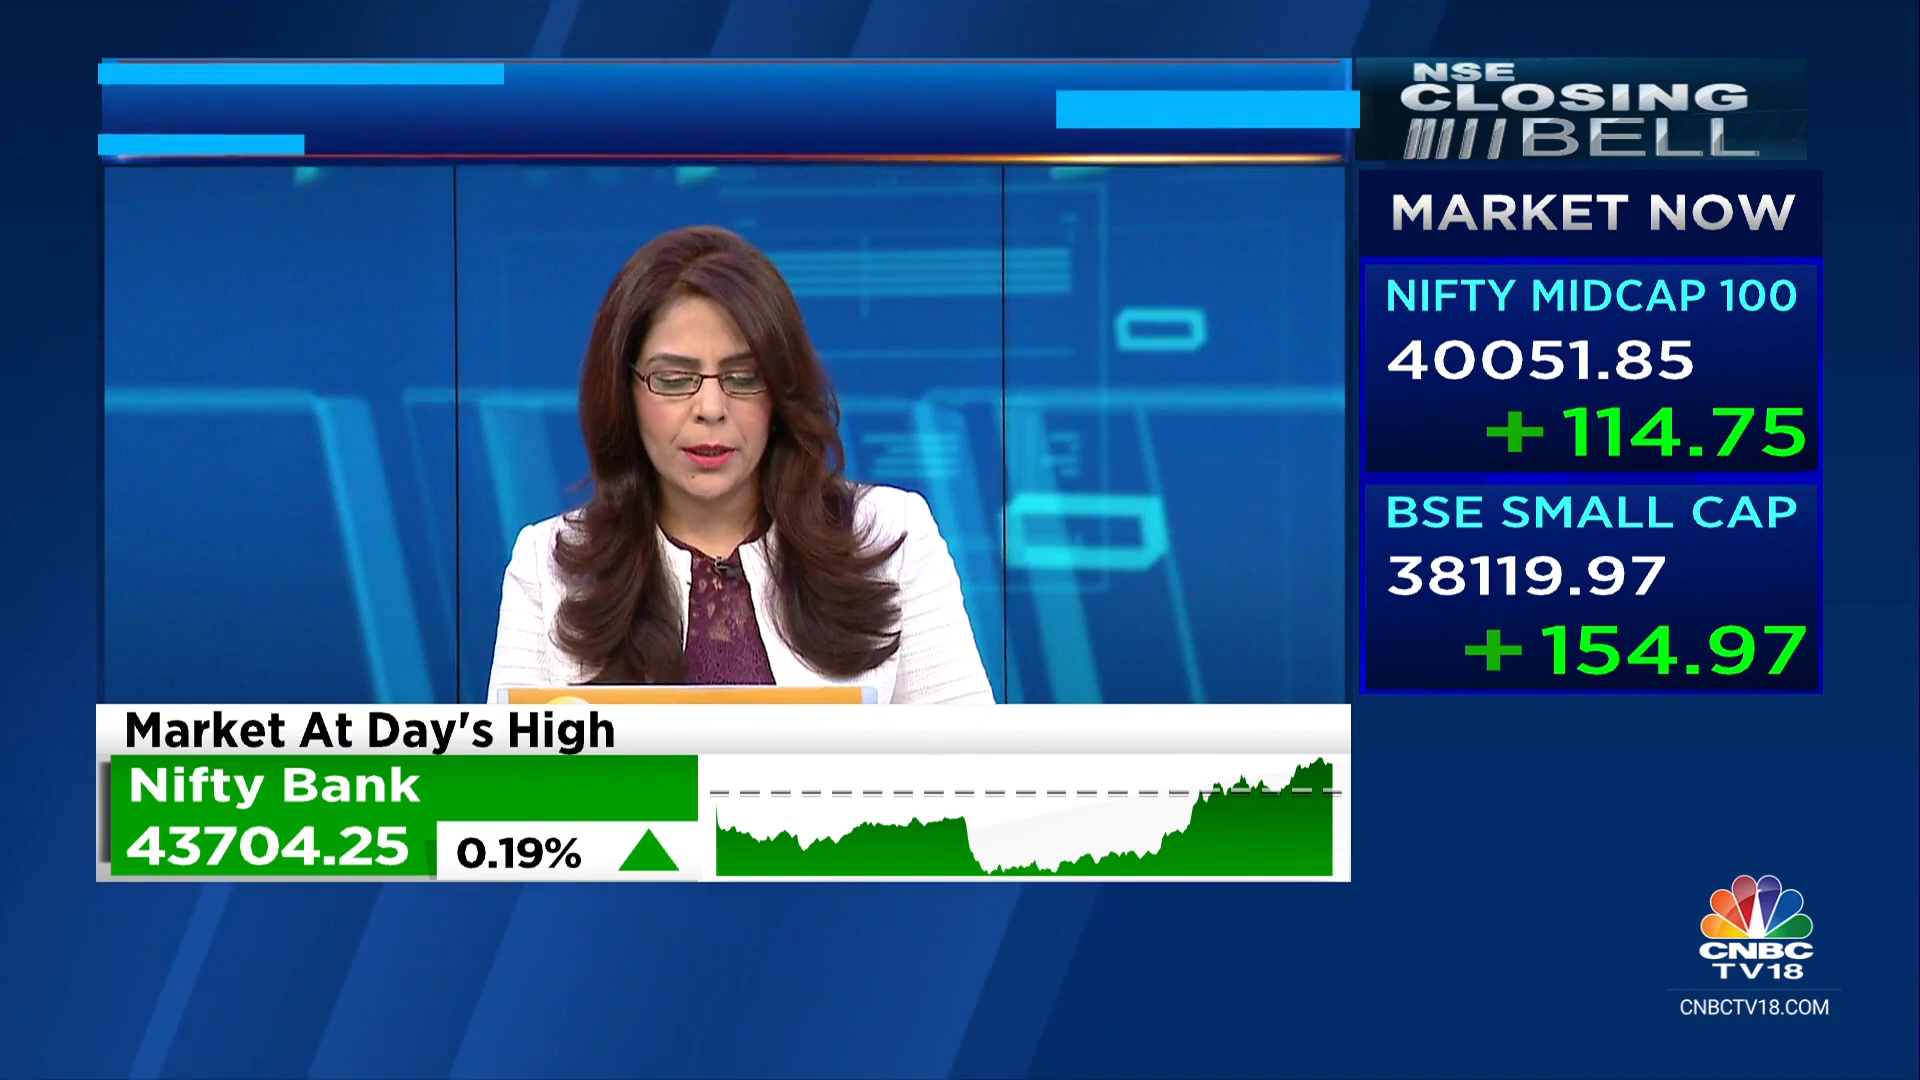 NSE
CLOSING
BELL
MARKET NOW
NIFTY MIDCAP 100
40051.85
+ 114.75
BSE SMALL CAP
38119.97
+ 154.97
Market At Day's High
Nifty Bank
43704.25
0.19%
CNBC
TV18
CNBCTV18.COM